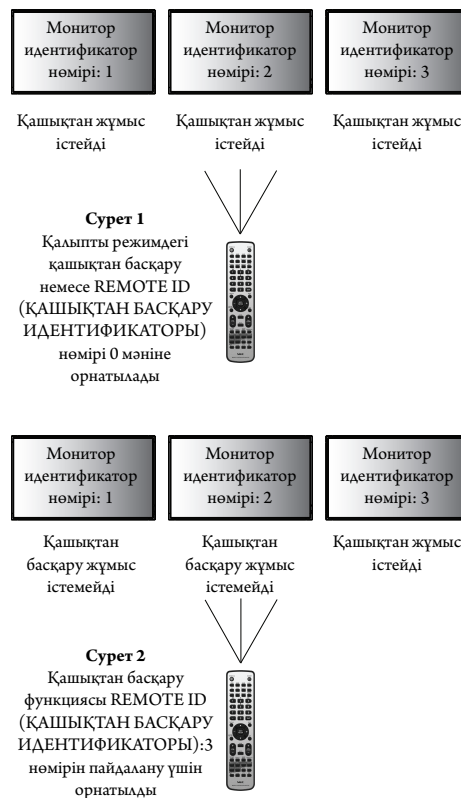 Монитор
идентификатор
нөмірі: 1
Монитор
идентификатор
нөмірі: 2
Монитор
идентификатор
нөмірі: 3
Қашықтан жұмыс
істейді
Қашықтан жұмыс
істейді
Қашықтан жұмыс
істейді
Сурет 1
Қалыпты режимдегі
қашықтан басқару
немесе REMOTE ID
(ҚАШЫҚТАН БАСҚАРУ
ИДЕНТИФИКАТОРЫ)
нөмірі 0 мәніне
орнатылады
Монитор
идентификатор
нөмірі: 1
Монитор
идентификатор
нөмірі: 2
Монитор
идентификатор
нөмірі: 3
Қашықтан
басқару жұмыс
істемейді
Қашықтан
басқару жұмыс
істемейді
Қашықтан жұмыс
істейді
Сурет 2
Қашықтан басқару
функциясы REMOTE ID
(ҚАШЫҚТАН БАСҚАРУ
ИДЕНТИФИКАТОРЫ):3
нөмірін пайдалану үшін
орнатылды